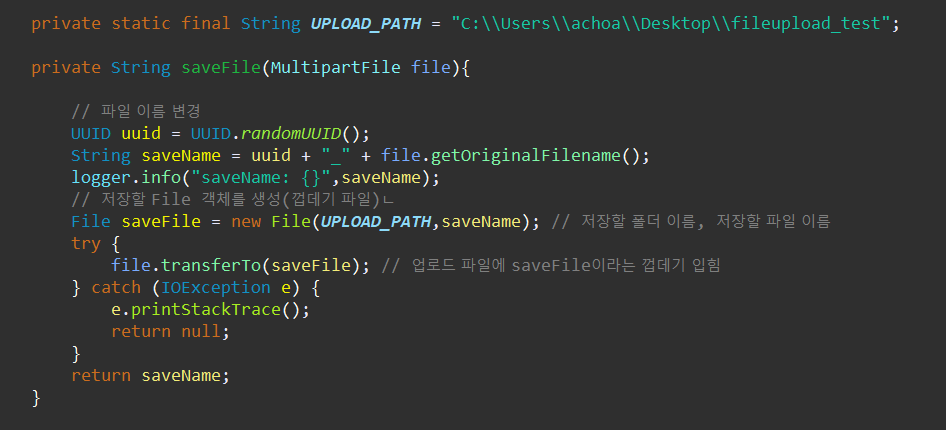 private static final String UPLOAD_PATH = "C:\\Users\\achoa\\Desktop\\fileupload_test";
private String saveFile(MultipartFile file){
// 파일 이름 변경
UUID uuid = UUID.randomUUID();
String saveName = uuid + "_" + file.getOriginalFilename();
logger.info("saveName: {}",saveName);
// 저장할 File 객체를 생성(껍데기 파일)ㄴ
File saveFile = new File(UPLOAD_PATH,saveName); // 저장할 폴더 이름, 저장할 파일 이름
try {
file.transferTo(saveFile); // 업로드 파일에 saveFile이라는 껍데기 입힘
} catch (IOException e) {
e.printStackTrace();
return null;
}
return saveName;
}